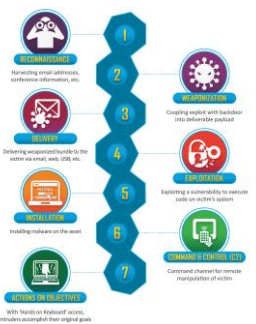 1
RECONNAISSANCE
Harvesting email addresses,
conference information, etc.
2
WEAPONIZATION
Coupling exploit with backdoor
into deliverable payload
3
DELIVERY
Delivering weaponized bundle to the
victim via email, web, USB, etc.
4
EXPLOITATION
Exploiting a vulnerability to execute
code on victim's system
5
INSTALLATION
Installing malware on the asset
6
COMMAND & CONTROL (C2)
Command channel for remote
manipulation of victim
7
ACTIONS ON OBJECTIVES
With 'Hands on Keyboard' access,
intruders accomplish their original goals